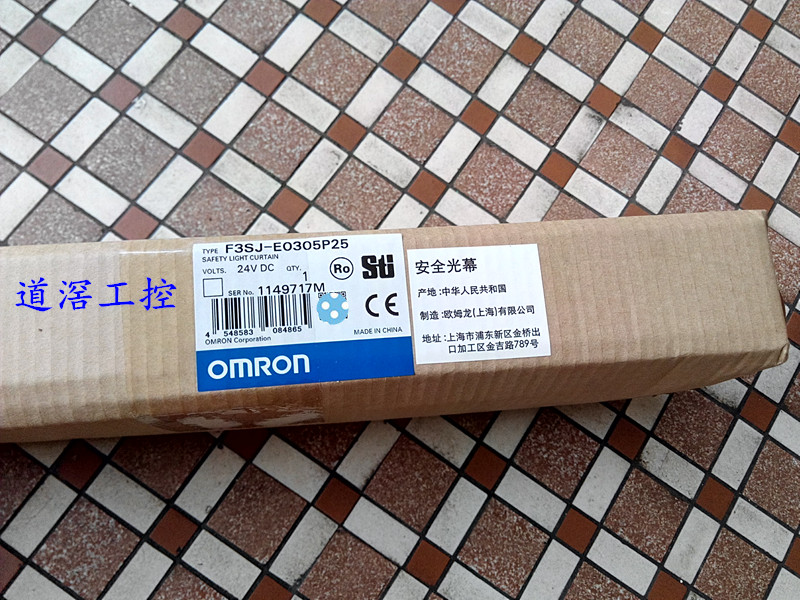 道滘工控
TYPE F3SJ-E0305P25
SAFETY LIGHT CURTAIN
VOLTS. 24V DC QTY. 1
SER No. 1149717M
Ro
Sti
CE
4 548583 084865
OMRON Corporation
MADE IN CHINA
OMRON
安全光幕
产地:中华人民共和国
制造:欧姆龙(上海)有限公司
地址:上海市浦东新区金桥出
口加工区金吉路789号